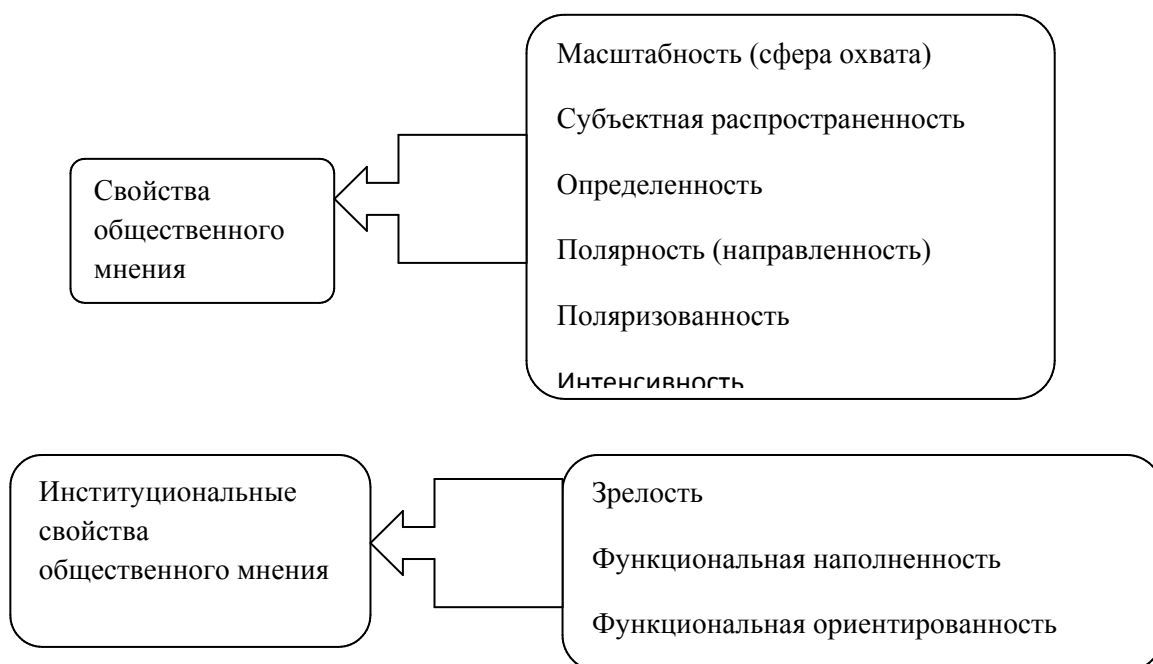 Масштабность (сфера охвата)
Субъектная распространенность
Определенность
Полярность (направленность)
Поляризованность
Интенсивность
Свойства
общественного
мнения
Институциональные
свойства
общественного мнения
Зрелость
Функциональная наполненность
Функциональная ориентированность